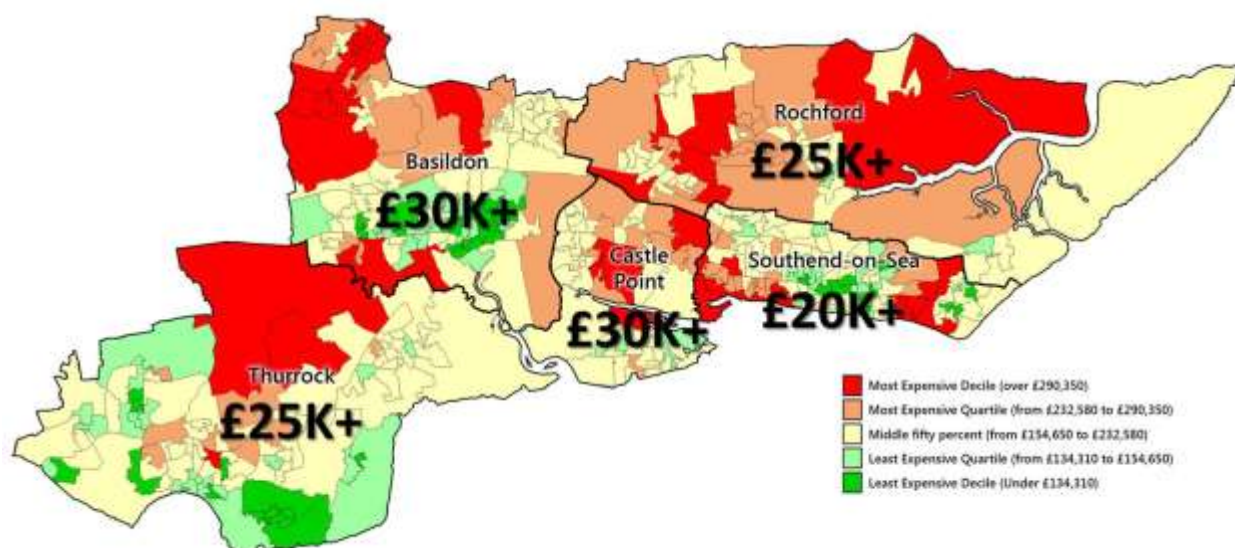 Rochford
£25K+
Basildon
£30K+
Castle
Point
£30K+
Southend-on-Sea
£20K+
Thurrock
£25K+
Most Expensive Decile (over £290,350)
Most Expensive Quartile (from £232,580 to £290,350)
Middle fifty percent (from £154,650 to £232,580)
Least Expensive Quartile (from £134,310 to £154,650)
Least Expensive Decile (Under £134,310)